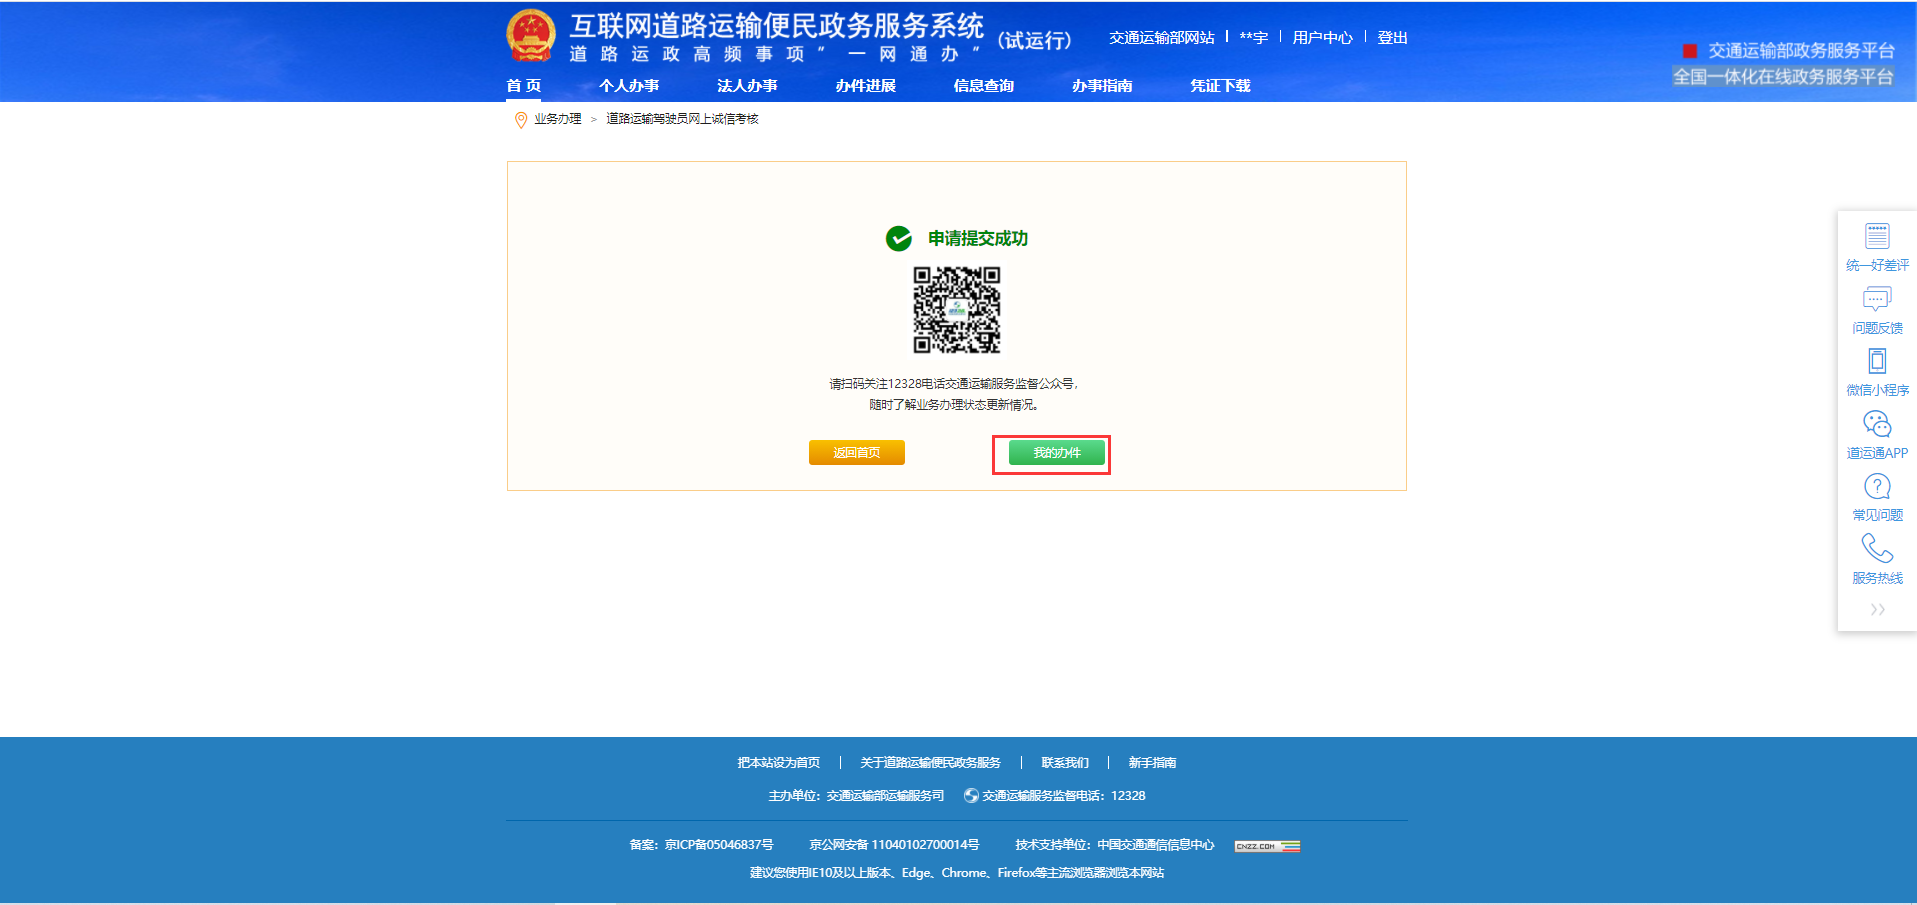 互联网道路运输便民政务服务系统
道路运政高频事项"一网通办"
(试运行)
交通运输部网站 | **宇 | 用户中心 | 登出
交通运输部政务服务平台
全国一体化在线政务服务平台
首 页 个人办事 法人办事 办件进展 信息查询 办事指南 凭证下载
业务办理 > 道路运输驾驶员网上诚信考核
申请提交成功
请扫码关注12328电话交通运输服务监督公众号，
随时了解业务办理状态更新情况。
返回首页 我的办件
统一好差评
问题反馈
微信小程序
道运通APP
常见问题
服务热线
把本站设为首页 | 关于道路运输便民政务服务 | 联系我们 | 新手指南
主办单位：交通运输部运输服务司 交通运输服务监督电话：12328
备案：京ICP备05046837号 京公网安备 11040102700014号 技术支持单位：中国交通通信信息中心 CNZZ.COM
建议您使用IE10及以上版本、Edge、Chrome、Firefox等主流浏览器浏览本网站